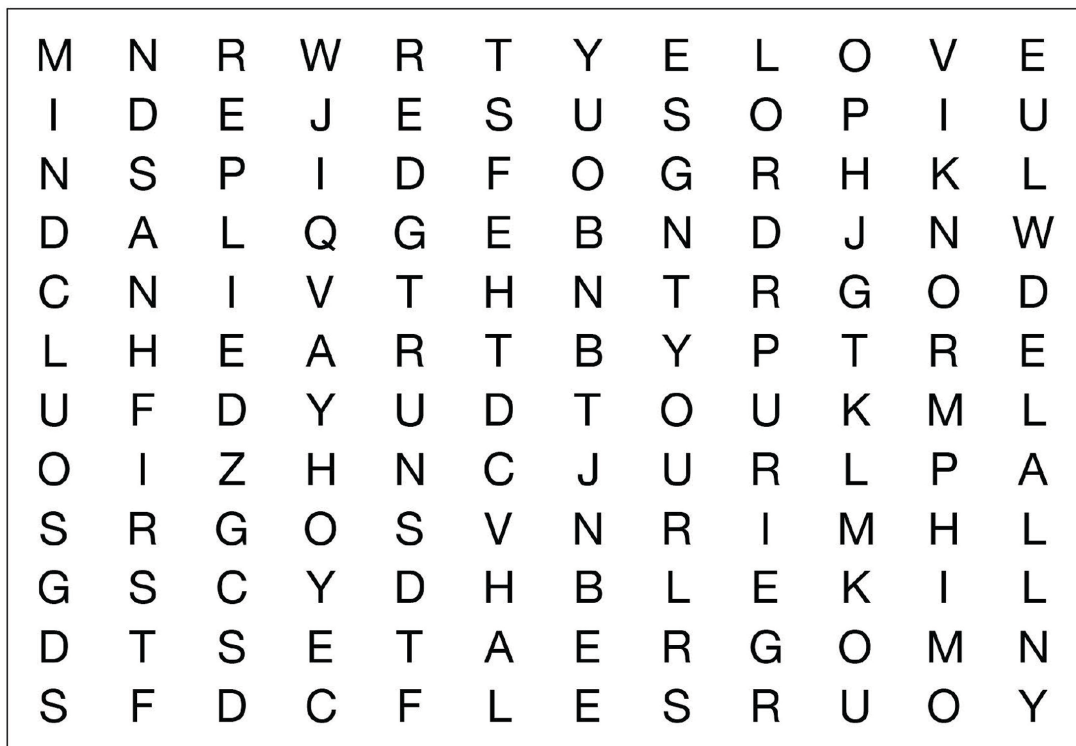 M N R W R T Y E L O V E
I D E J E S U S O P I U
N S P I D F O G R H K L
D A L Q G E B N D J N W
C N I V T H N T R G O D
L H E A R T B Y P T R E
U F D Y U D T O U K M L
O I Z H N C J U R L P A
S R G O S V N R I M H L
G S C Y D H B L E K I L
D T S E T A E R G O M N
S F D C F L E S R U O Y